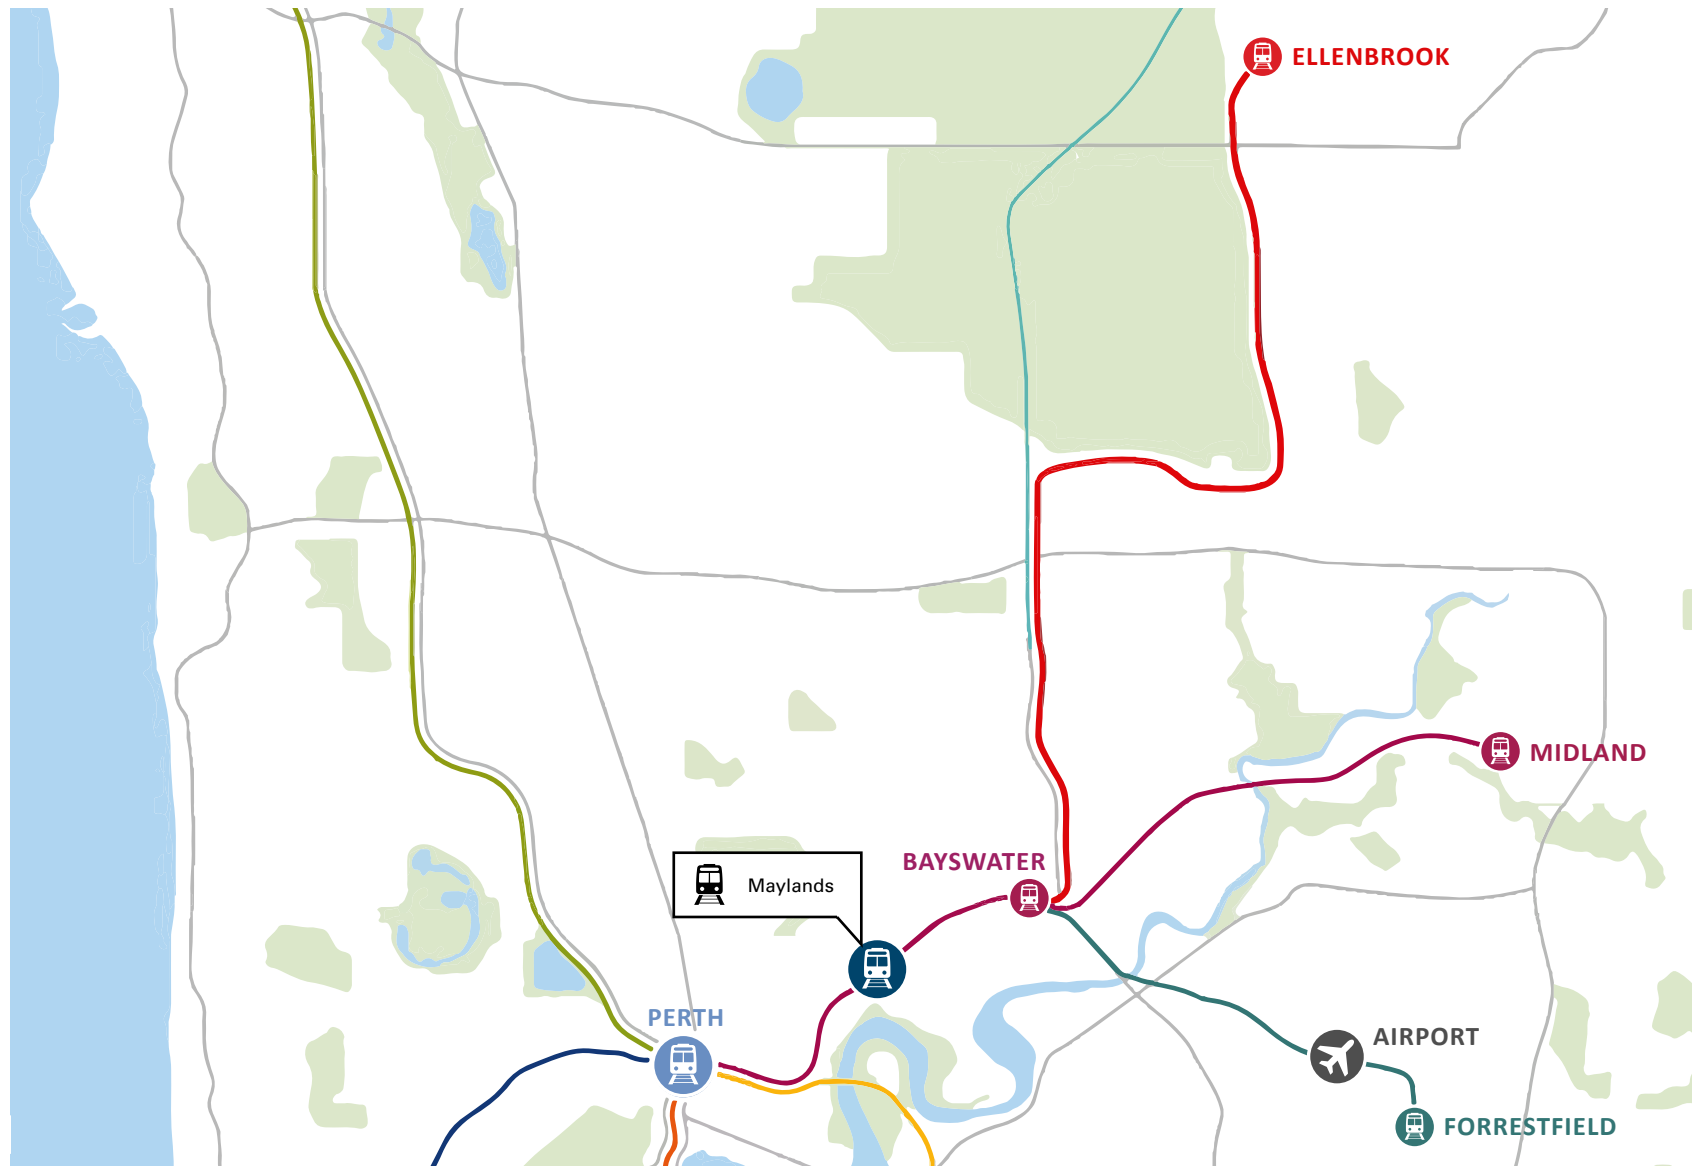 ELLENBROOK
MIDLAND
BAYSWATER
Maylands
PERTH
AIRPORT
FORRESTFIELD